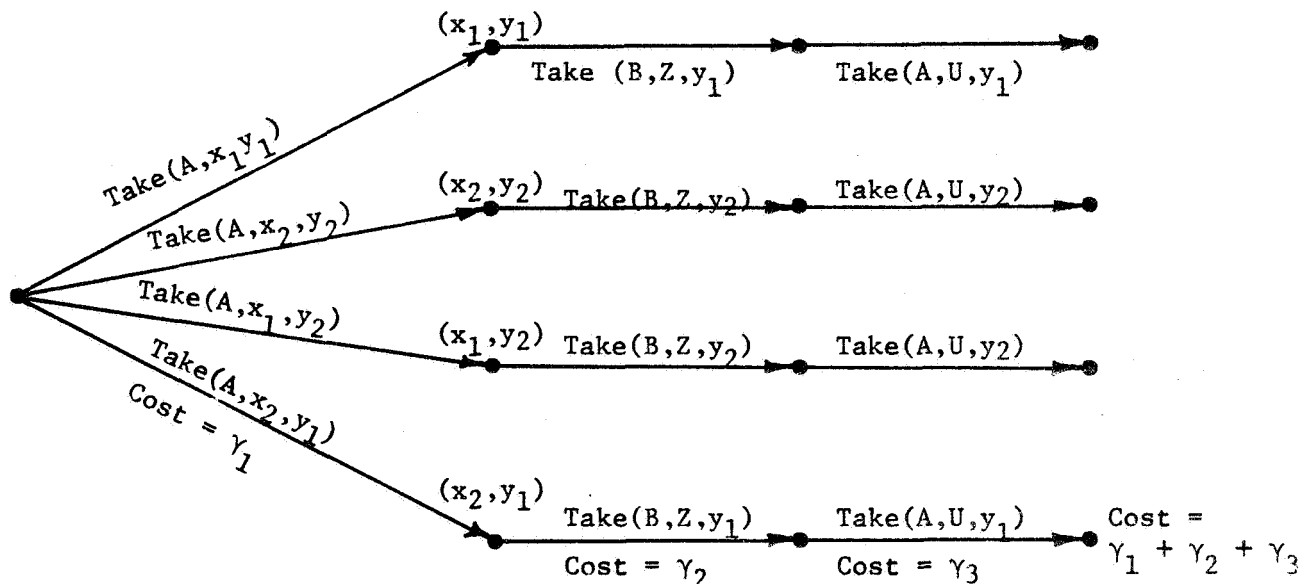 (x₁,y₁)
Take (B,Z,y₁)
Take(A,U,y₁)
Take(A,x₁y₁)
(x₂,y₂)
Take(B,Z,y₂)
Take(A,U,y₂)
Take(A,x₂,y₂)
Take(A,x₁,y₂)
(x₁,y₂)
Take(B,Z,y₂)
Take(A,U,y₂)
Take(A,x₂,y₁)
Cost = γ₁
(x₂,y₁)
Take(B,Z,y₁)
Take(A,U,y₁)
Cost = γ₂
Cost = γ₃
Cost =
γ₁ + γ₂ + γ₃